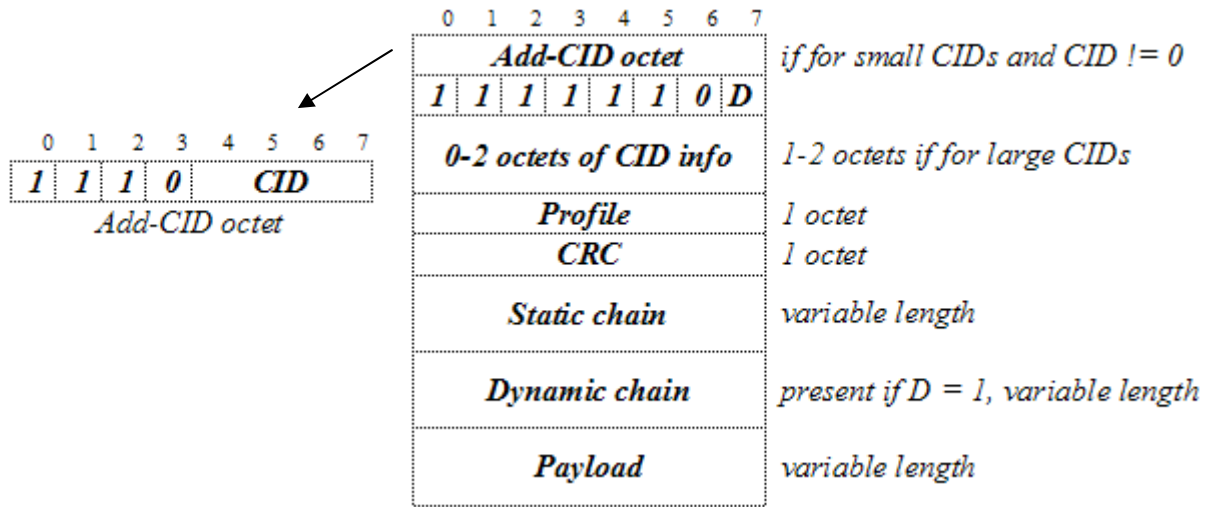 0 1 2 3 4 5 6 7
Add-CID octet if for small CIDs and CID != 0
1 1 1 1 1 1 0 D
0-2 octets of CID info 1-2 octets if for large CIDs
Profile 1 octet
CRC 1 octet
Static chain variable length
Dynamic chain present if D = 1, variable length
Payload variable length
0 1 2 3 4 5 6 7
1 1 1 0 CID
Add-CID octet